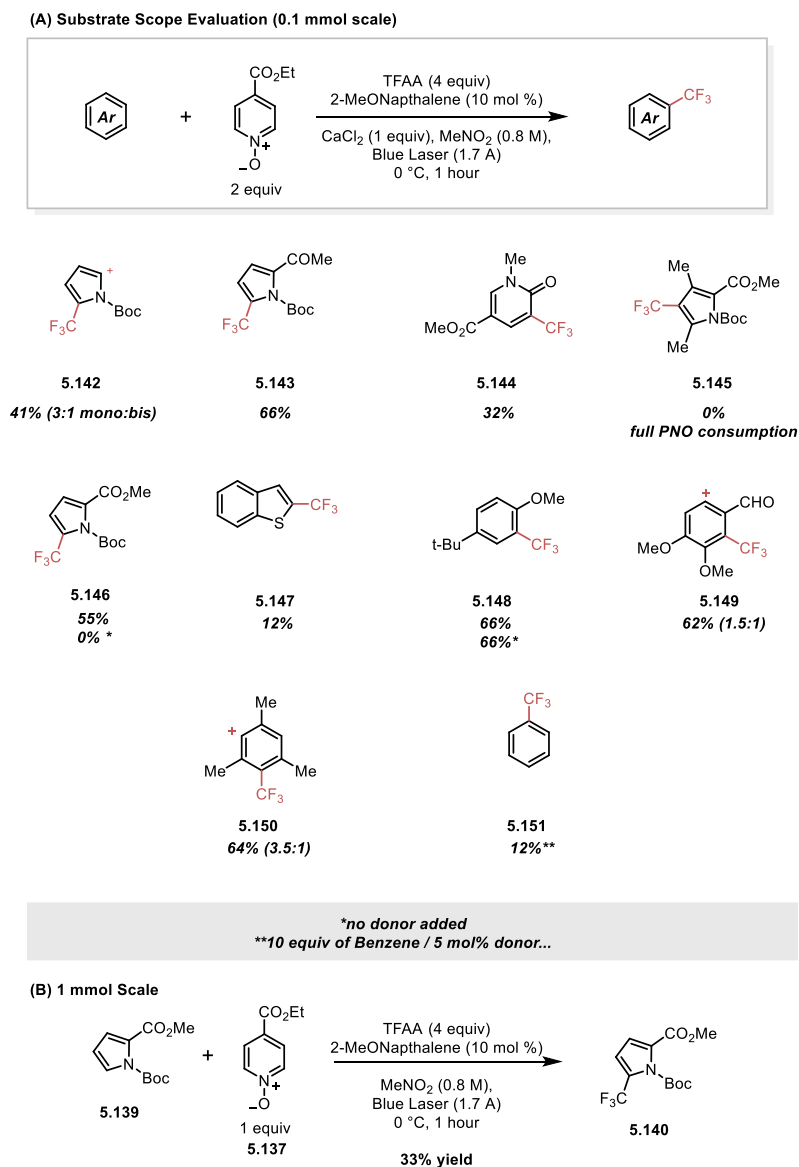 (A) Substrate Scope Evaluation (0.1 mmol scale)
Ar
+
CO2Et
N+
−O
2 equiv
TFAA (4 equiv)
2-MeONapthalene (10 mol %)
CaCl2 (1 equiv), MeNO2 (0.8 M),
Blue Laser (1.7 A)
0 °C, 1 hour
Ar
CF3
+
N
Boc
F3C
5.142
41% (3:1 mono:bis)
COMe
N
Boc
F3C
5.143
66%
Me
N
O
MeO2C
CF3
5.144
32%
Me
CO2Me
F3C
N
Boc
Me
5.145
0%
full PNO consumption
CO2Me
N
Boc
F3C
5.146
55%
0% *
CF3
S
5.147
12%
OMe
t-Bu
CF3
5.148
66%
66%*
+
CHO
MeO
CF3
OMe
5.149
62% (1.5:1)
Me
+
Me
Me
CF3
5.150
64% (3.5:1)
CF3
5.151
12%**
*no donor added
**10 equiv of Benzene / 5 mol% donor...
(B) 1 mmol Scale
CO2Me
N
Boc
5.139
+
CO2Et
N+
−O
1 equiv
5.137
TFAA (4 equiv)
2-MeONapthalene (10 mol %)
MeNO2 (0.8 M),
Blue Laser (1.7 A)
0 °C, 1 hour
33% yield
CO2Me
N
Boc
F3C
5.140